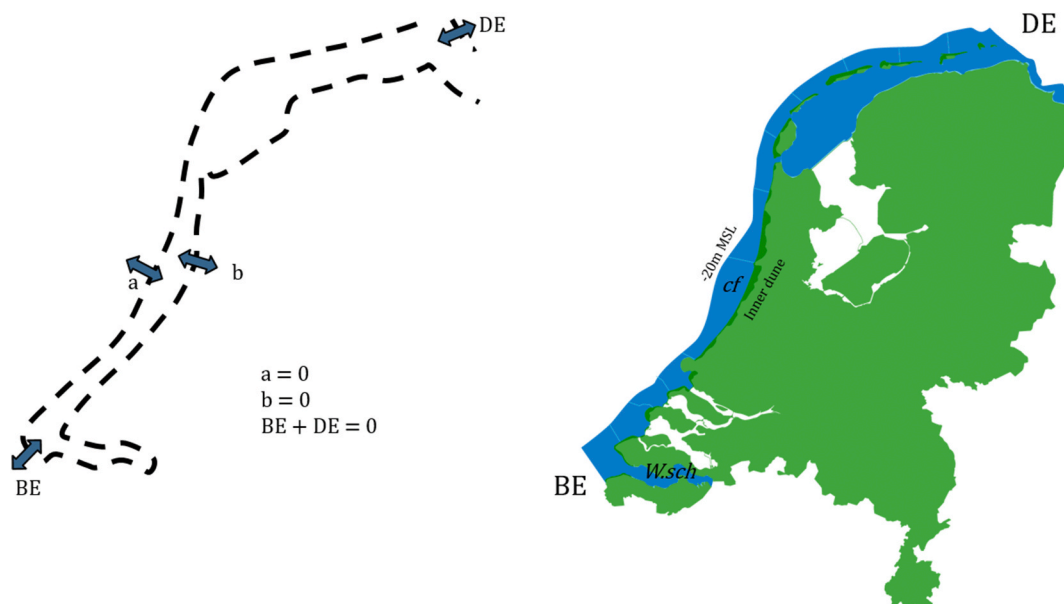 DE
a
b
a = 0
b = 0
BE + DE = 0
BE
DE
-20m MSL
cf
Inner dune
W.sch
BE